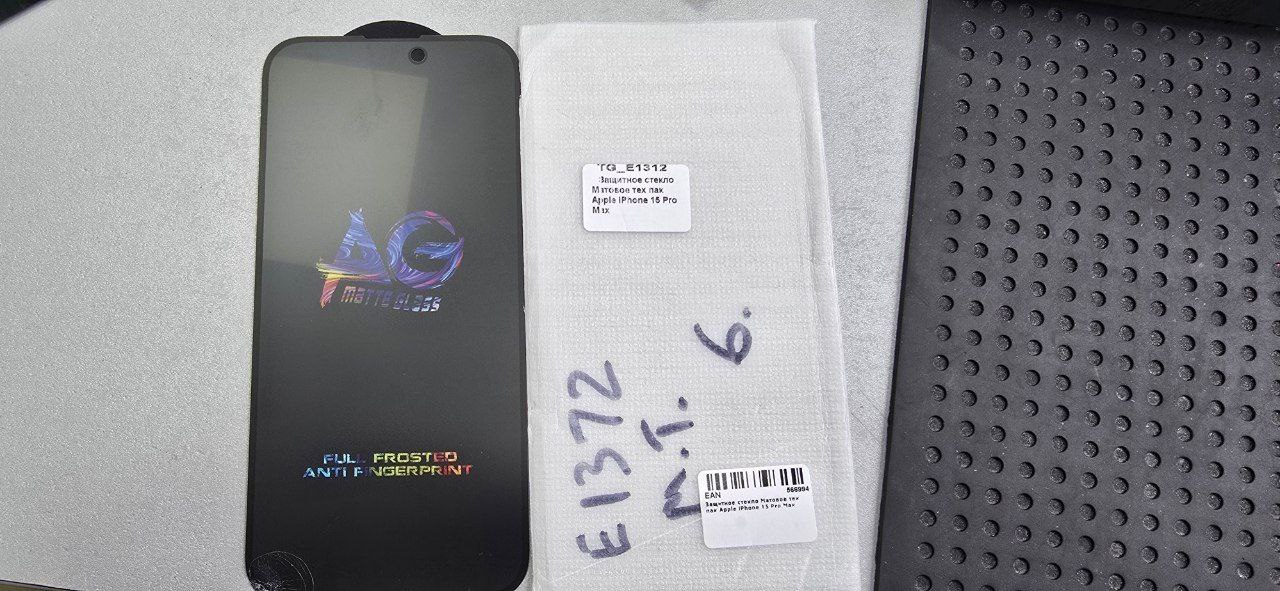 AG
MATTE GLASS
FULL FROSTED
ANTI FINGERPRINT
TG_E1312
Защитное стекло
Матовое тех пак
Apple iPhone 15 Pro
Max
E1372
м.т. 6.
EAN 566994
Защитное стекло Матовое тех
пак Apple iPhone 15 Pro Max